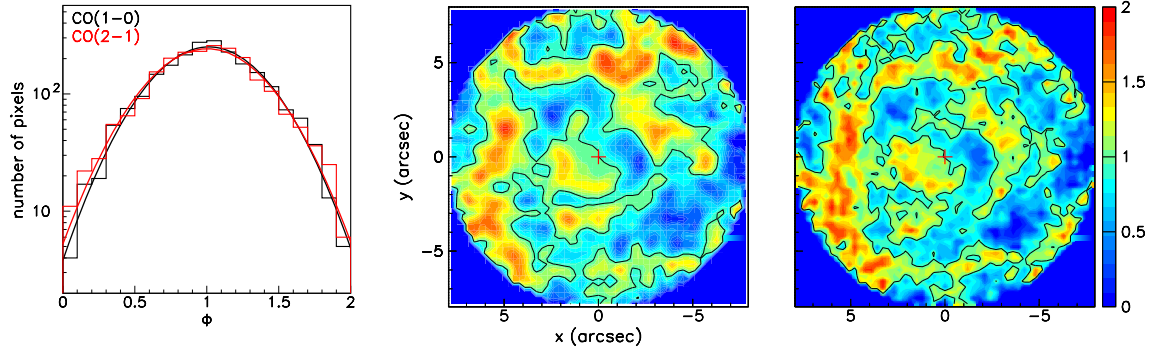 CO(1−0)
CO(2−1)
number of pixels
10²
10
0 0.5 1 1.5 2
ϕ
y (arcsec)
5
0
−5
5 0 −5
x (arcsec)
5 0 −5
2
1.5
1
0.5
0